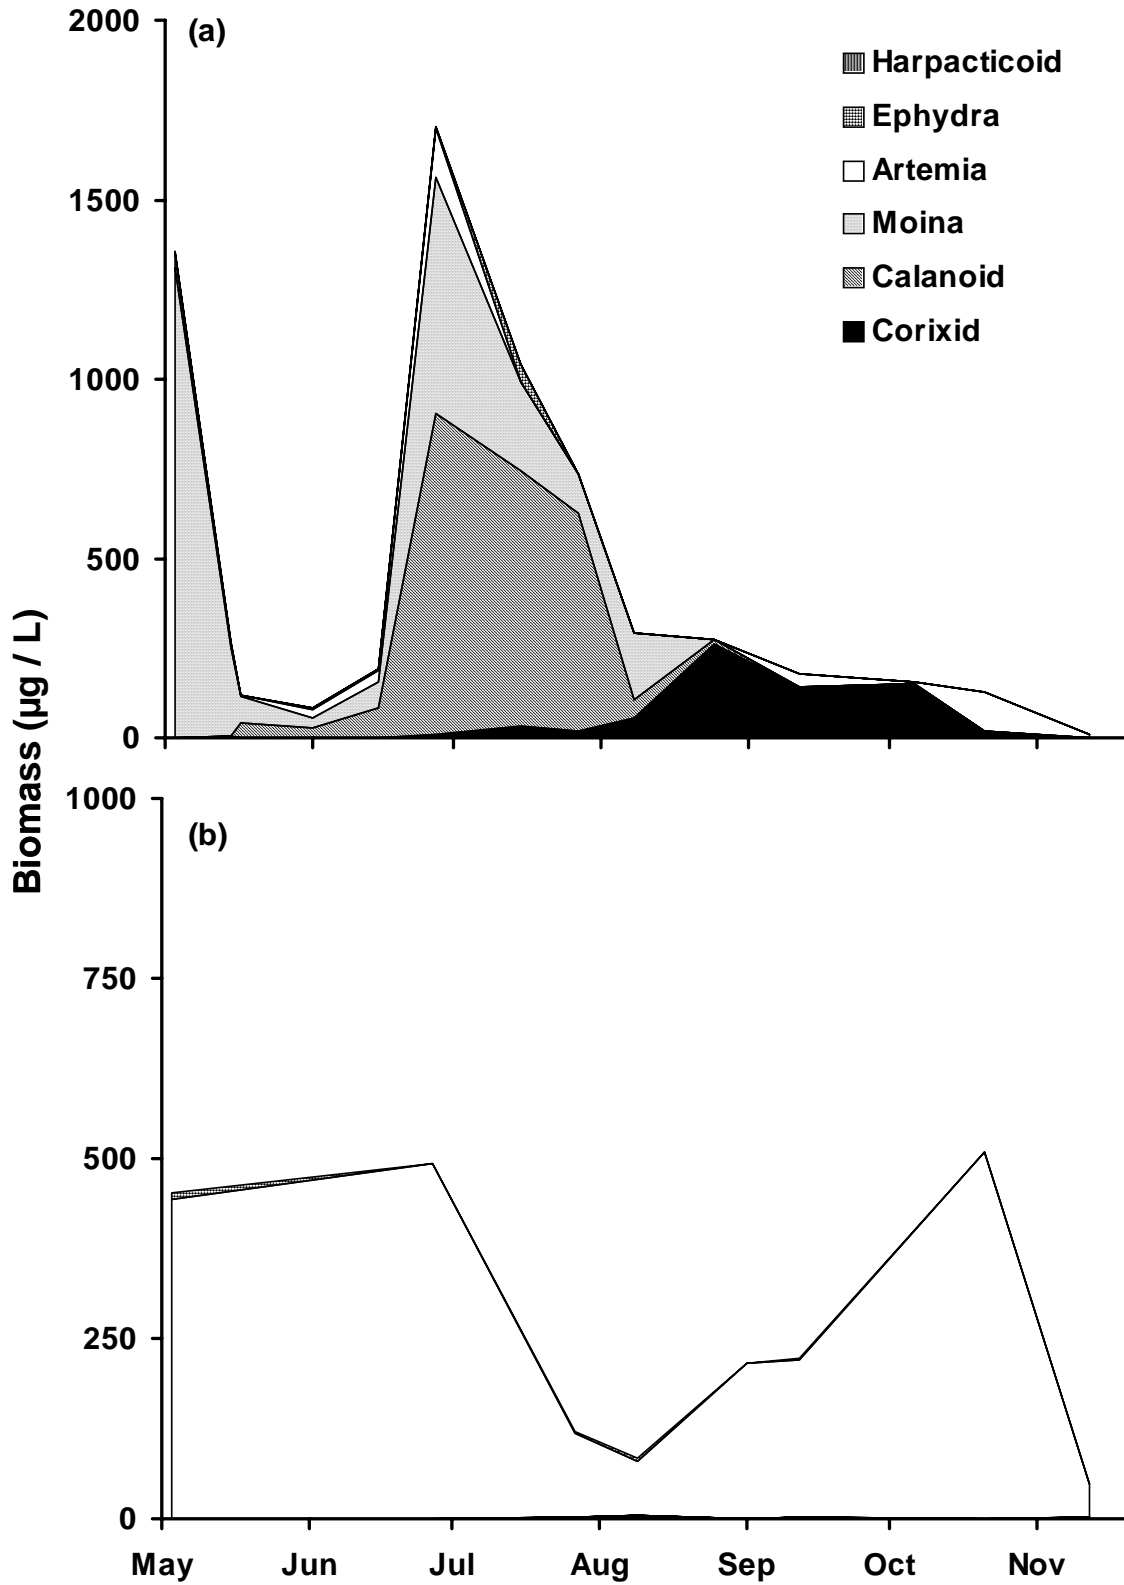 2000
(a)
Harpacticoid
Ephydra
Artemia
Moina
Calanoid
Corixid
1500
1000
500
0
Biomass (µg / L)
1000
(b)
750
500
250
0
May Jun Jul Aug Sep Oct Nov